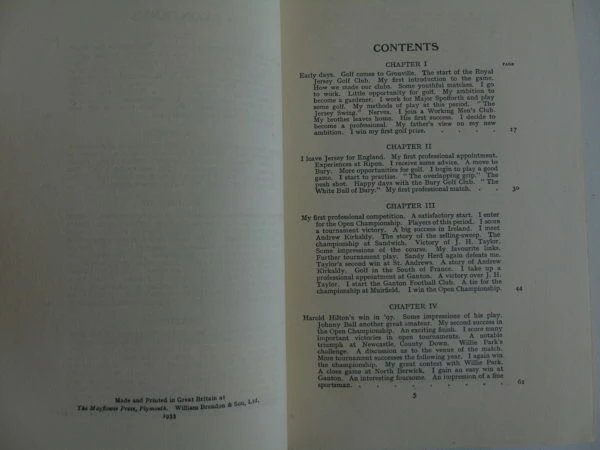 Made and Printed in Great Britain at
The Mayflower Press, Plymouth. William Brendon & Son, Ltd.
1933
CONTENTS
CHAPTER I
PAGE
Early days. Golf comes to Grouville. The start of the Royal
Jersey Golf Club. My first introduction to the game.
How we made our clubs. Some youthful matches. I go
to work. Little opportunity for golf. My ambition to
become a gardener. I work for Major Spofforth and play
some golf. My methods of play at this period. "The
Jersey Swing." Nerves. I join a Working Men's Club.
My brother leaves home. His first success. I decide to
become a professional. My father's view on my new
ambition. I win my first golf prize. . . . . . 17
CHAPTER II
I leave Jersey for England. My first professional appointment.
Experiences at Ripon. I receive some advice. A move to
Bury. More opportunities for golf. I begin to play a good
game. I start to practise. "The overlapping grip." The
push shot. Happy days with the Bury Golf Club. "The
White Ball of Bury." My first professional match. . . 30
CHAPTER III
My first professional competition. A satisfactory start. I enter
for the Open Championship. Players of this period. I score
a tournament victory. A big success in Ireland. I meet
Andrew Kirkaldy. The story of the selling-sweep. The
championship at Sandwich. Victory of J. H. Taylor.
Some impressions of the course. My favourite links.
Further tournament play. Sandy Herd again defeats me.
Taylor's second win at St. Andrews. A story of Andrew
Kirkaldy. Golf in the South of France. I take up a
professional appointment at Ganton. A victory over J. H.
Taylor. I start the Ganton Football Club. A tie for the
championship at Muirfield. I win the Open Championship. 44
CHAPTER IV
Harold Hilton's win in '97. Some impressions of his play.
Johnny Ball another great amateur. My second success in
the Open Championship. An exciting finish. I score many
important victories in open tournaments. A notable
triumph at Newcastle, County Down. Willie Park's
challenge. A discussion as to the venue of the match.
More tournament successes the following year. I again win
the championship. My great contest with Willie Park.
A close game at North Berwick. I gain an easy win at
Ganton. An interesting foursome. An impression of a fine
sportsman. . . . . . . . . . 62
5